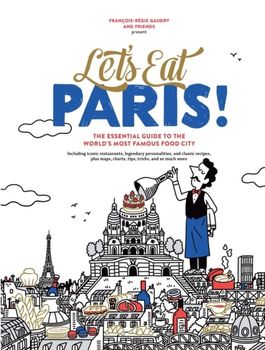 FRANÇOIS-RÉGIS GAUDRY
AND FRIENDS
present
Let's Eat
PARIS!
THE ESSENTIAL GUIDE TO THE
WORLD'S MOST FAMOUS FOOD CITY
Including iconic restaurants, legendary personalities, and classic recipes,
plus maps, charts, tips, tricks, and so much more